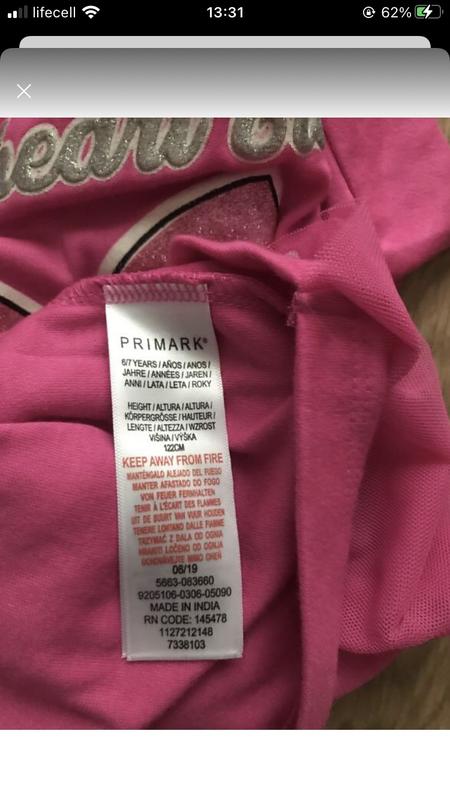 lifecell 13:31 62%
PRIMARK®
6/7 YEARS / AÑOS / ANOS /
JAHRE / ANNÉES / JAREN /
ANNI / LATA / LETA / ROKY
HEIGHT / ALTURA / ALTURA /
KÖRPERGRÖSSE / HAUTEUR /
LENGTE / ALTEZZA / WZROST
VIŠINA / VÝŠKA
122CM
KEEP AWAY FROM FIRE
MANTÉNGALO ALEJADO DEL FUEGO
MANTER AFASTADO DO FOGO
VON FEUER FERNHALTEN
TENIR À L'ÉCART DES FLAMMES
UIT DE BUURT VAN VUUR HOUDEN
TENERE LONTANO DALLE FIAMME
TRZYMAĆ Z DALA OD OGNIA
HRANITI LOČENO OD OGNJA
UCHOVÁVEJTE MIMO OHEŇ
06/19
5663-083660
9205106-0306-05090
MADE IN INDIA
RN CODE: 145478
1127212148
7338103